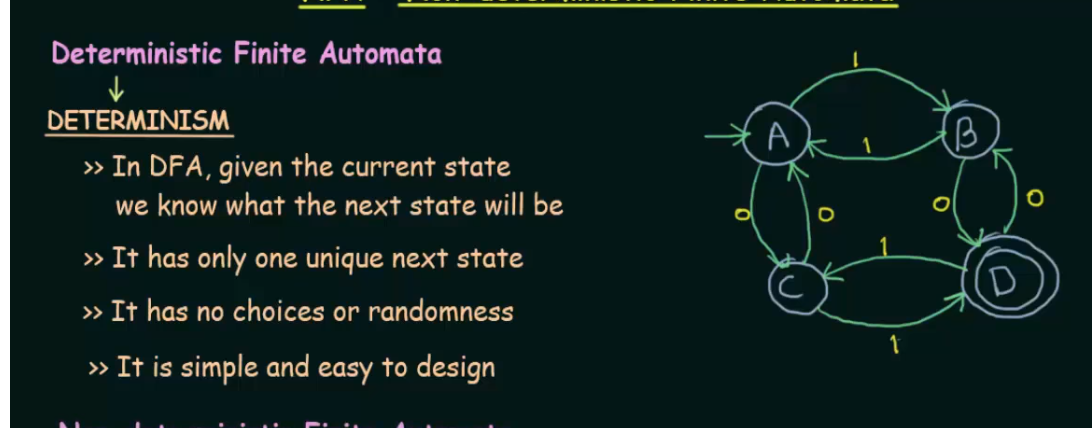 Deterministic Finite Automata
DETERMINISM
>> In DFA, given the current state
we know what the next state will be
>> It has only one unique next state
>> It has no choices or randomness
>> It is simple and easy to design
1
A
B
1
0
0
0
0
1
C
D
1